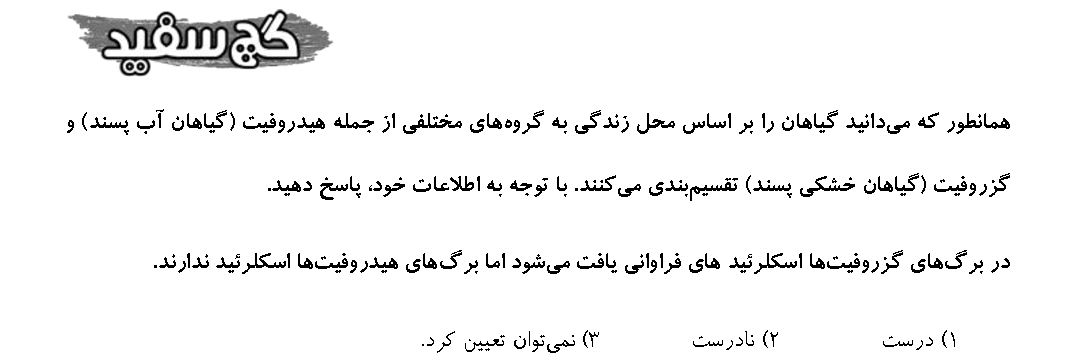 گچ سفید
همانطور که می‌دانید گیاهان را بر اساس محل زندگی به گروه‌های مختلفی از جمله هیدروفیت (گیاهان آب پسند) و
گزروفیت (گیاهان خشکی پسند) تقسیم‌بندی می‌کنند. با توجه به اطلاعات خود، پاسخ دهید.
در برگ‌های گزروفیت‌ها اسکلرئید های فراوانی یافت می‌شود اما برگ‌های هیدروفیت‌ها اسکلرئید ندارند.
۱) درست ۲) نادرست ۳) نمی‌توان تعیین کرد.